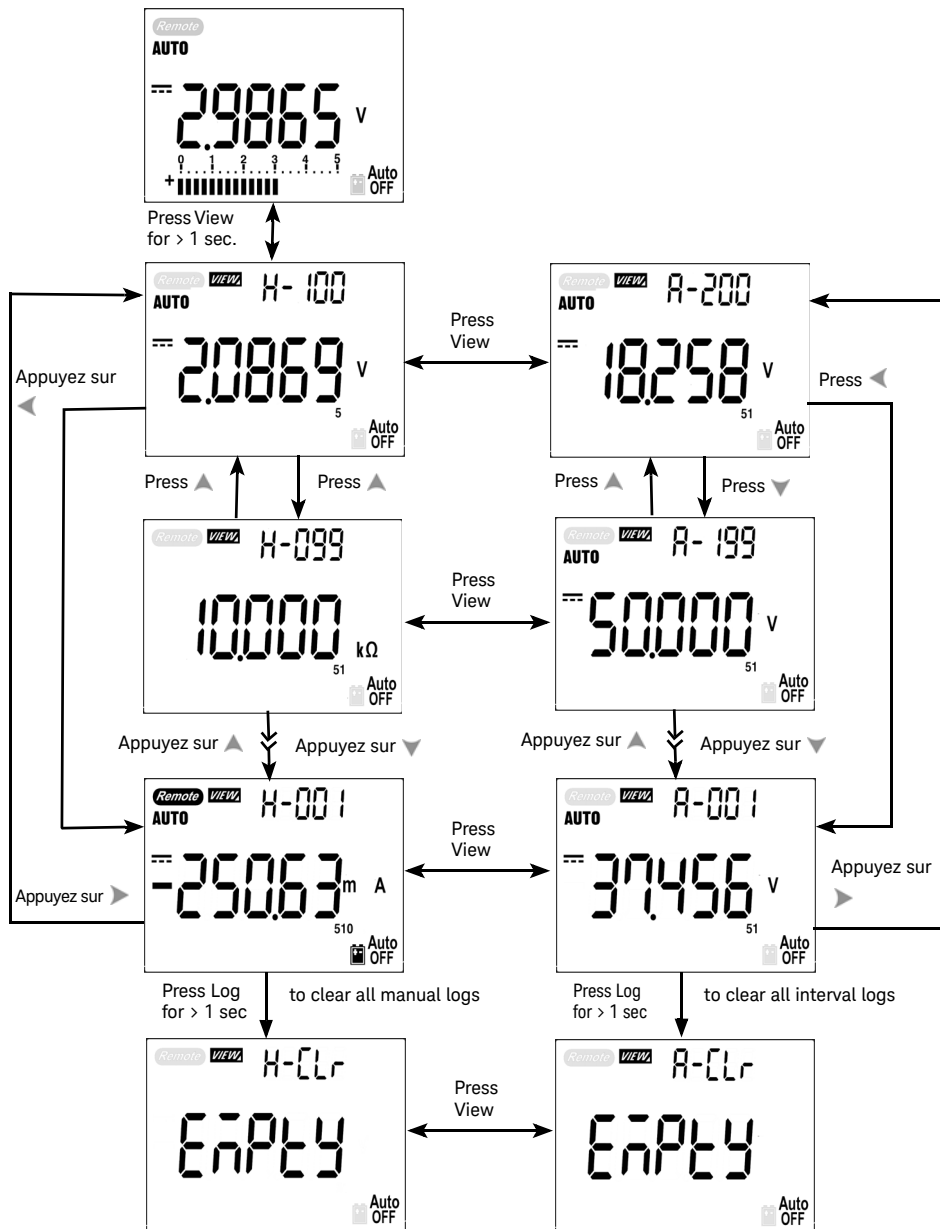 Remote
AUTO
2.9865 V
0 1 2 3 4 5
+
Auto
OFF
Press View
for > 1 sec.
Remote VIEW H-100
AUTO
2.0869 V
5
Auto
OFF
Press
View
Remote VIEW A-200
AUTO
18.258 V
51
Auto
OFF
Appuyez sur
Press
Press
Press
Press
Press
Remote VIEW H-099
10.000 kΩ
51
Auto
OFF
Press
View
Remote VIEW A-199
AUTO
50.000 V
51
Auto
OFF
Appuyez sur
Appuyez sur
Appuyez sur
Appuyez sur
Remote VIEW H-001
AUTO
-250.63 m A
510
Auto
OFF
Press
View
Remote VIEW A-001
AUTO
37.456 V
51
Auto
OFF
Appuyez sur
Appuyez sur
Press Log
for > 1 sec
to clear all manual logs
Press Log
for > 1 sec
to clear all interval logs
Remote VIEW H-CLr
EmPty
Auto
OFF
Press
View
Remote VIEW A-CLr
EmPty
Auto
OFF